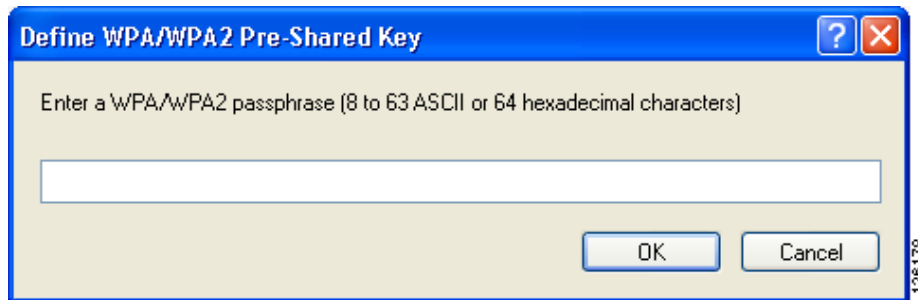 Define WPA/WPA2 Pre-Shared Key
Enter a WPA/WPA2 passphrase (8 to 63 ASCII or 64 hexadecimal characters)
OK
Cancel